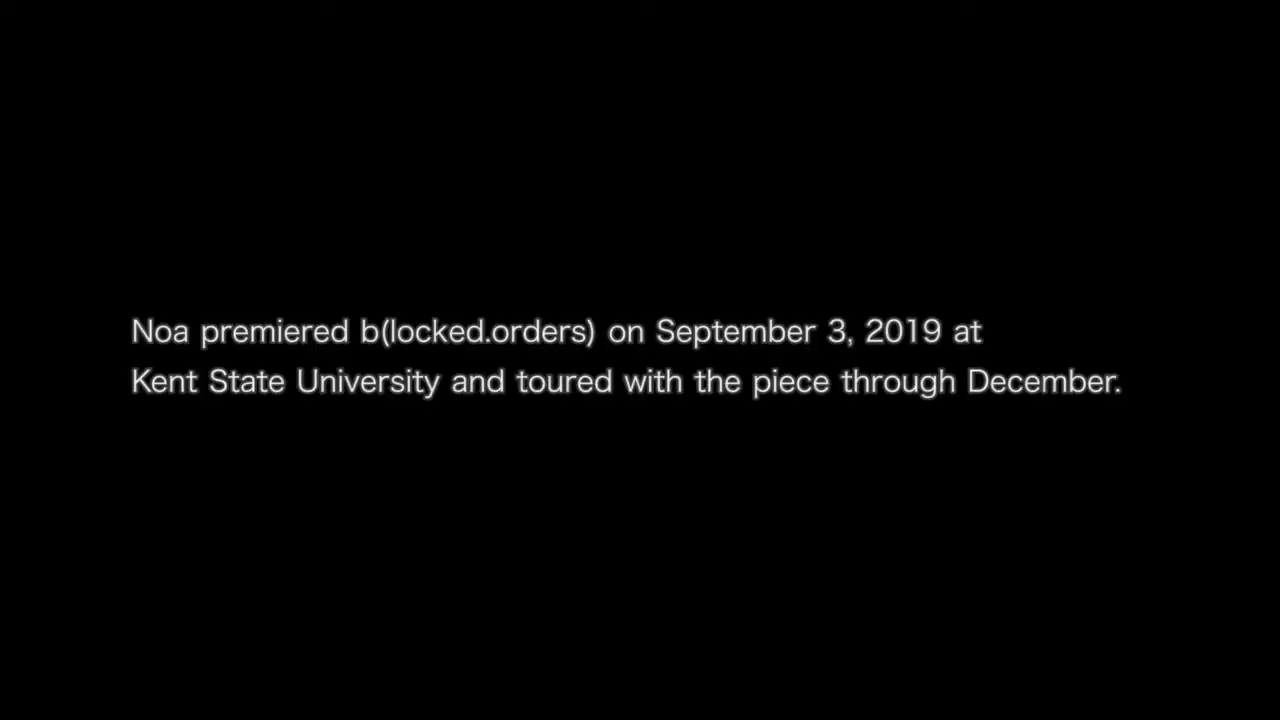 Noa premiered b(locked.orders) on September 3, 2019 at
Kent State University and toured with the piece through December.